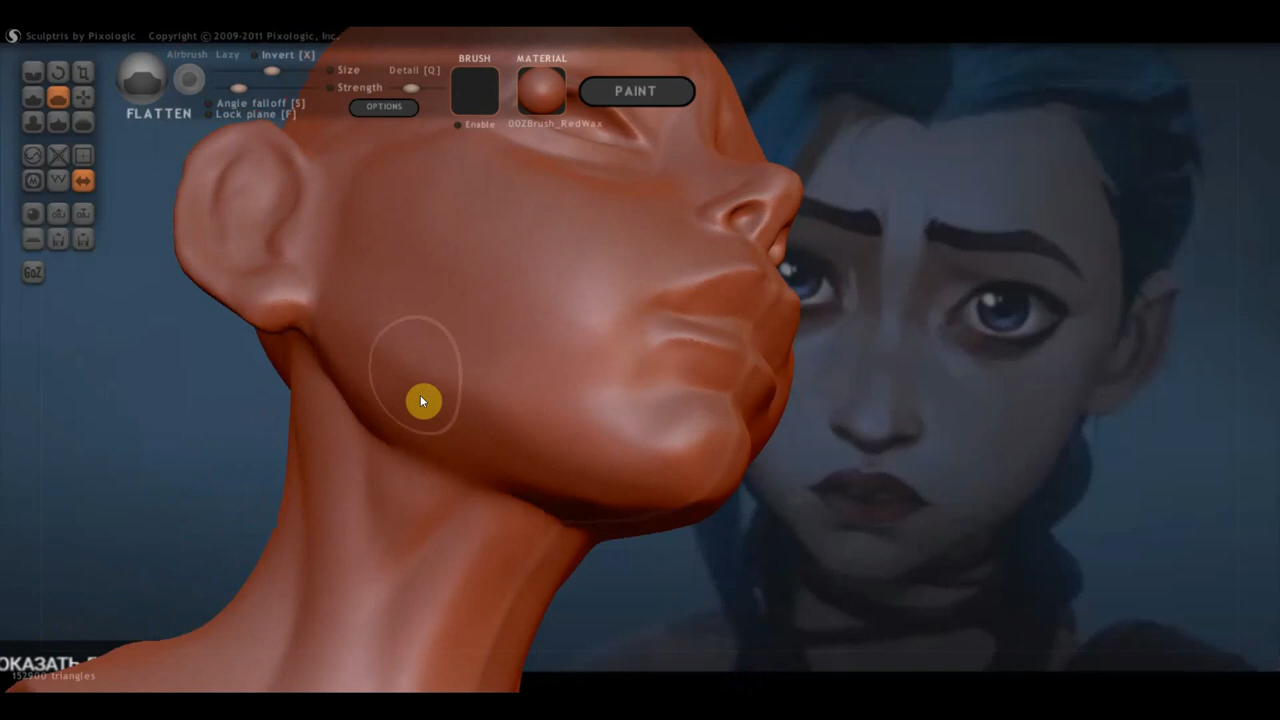 Sculptris by Pixologic Copyright © 2009-2011 Pixologic, Inc.
Airbrush Lazy Invert [X]
Size Detail [Q]
Strength
Angle falloff [S]
Lock plane [F]
FLATTEN
OPTIONS
BRUSH
Enable
MATERIAL
00ZBrush_RedWax
PAINT
GoZ
ОКАЗАТЬ
152900 triangles